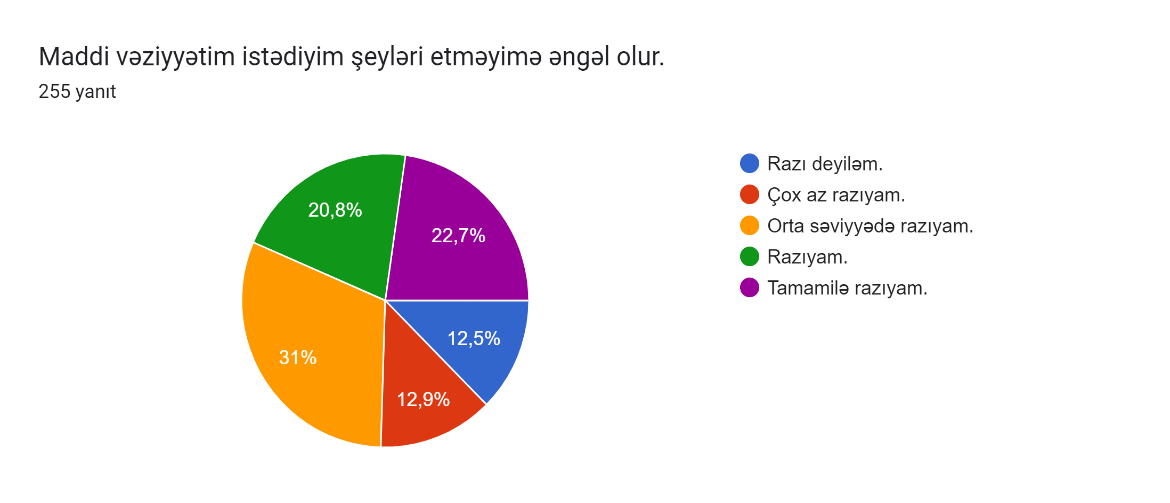 Maddi vəziyyətim istədiyim şeyləri etməyimə əngəl olur.
255 yanıt
20,8%
22,7%
12,5%
31%
12,9%
Razı deyiləm.
Çox az razıyam.
Orta səviyyədə razıyam.
Razıyam.
Tamamilə razıyam.